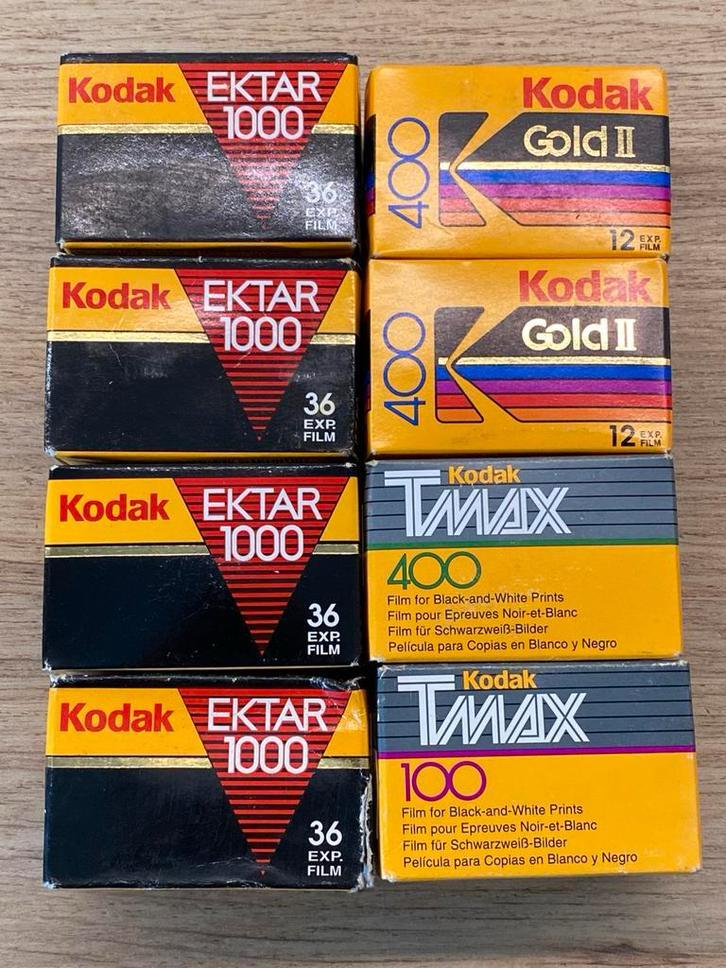 Kodak
EKTAR
1000
36
EXP.
FILM
Kodak
EKTAR
1000
36
EXP.
FILM
Kodak
EKTAR
1000
36
EXP.
FILM
Kodak
EKTAR
1000
36
EXP.
FILM
Kodak
Gold II
400
12 EXP.
FILM
Kodak
Gold II
400
12 EXP.
FILM
Kodak
TMAX
400
Film for Black-and-White Prints
Film pour Epreuves Noir-et-Blanc
Film für Schwarzweiß-Bilder
Película para Copias en Blanco y Negro
Kodak
TMAX
100
Film for Black-and-White Prints
Film pour Epreuves Noir-et-Blanc
Film für Schwarzweiß-Bilder
Película para Copias en Blanco y Negro